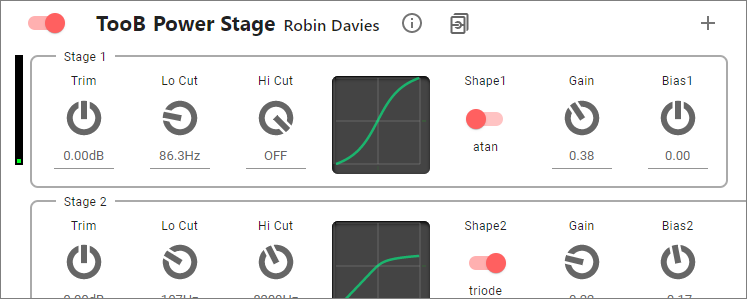 TooB Power Stage Robin Davies
Stage 1
Trim Lo Cut Hi Cut Shape1 Gain Bias1
atan
0.00dB 86.3Hz OFF 0.38 0.00
Stage 2
Trim Lo Cut Hi Cut Shape2 Gain Bias2
triode